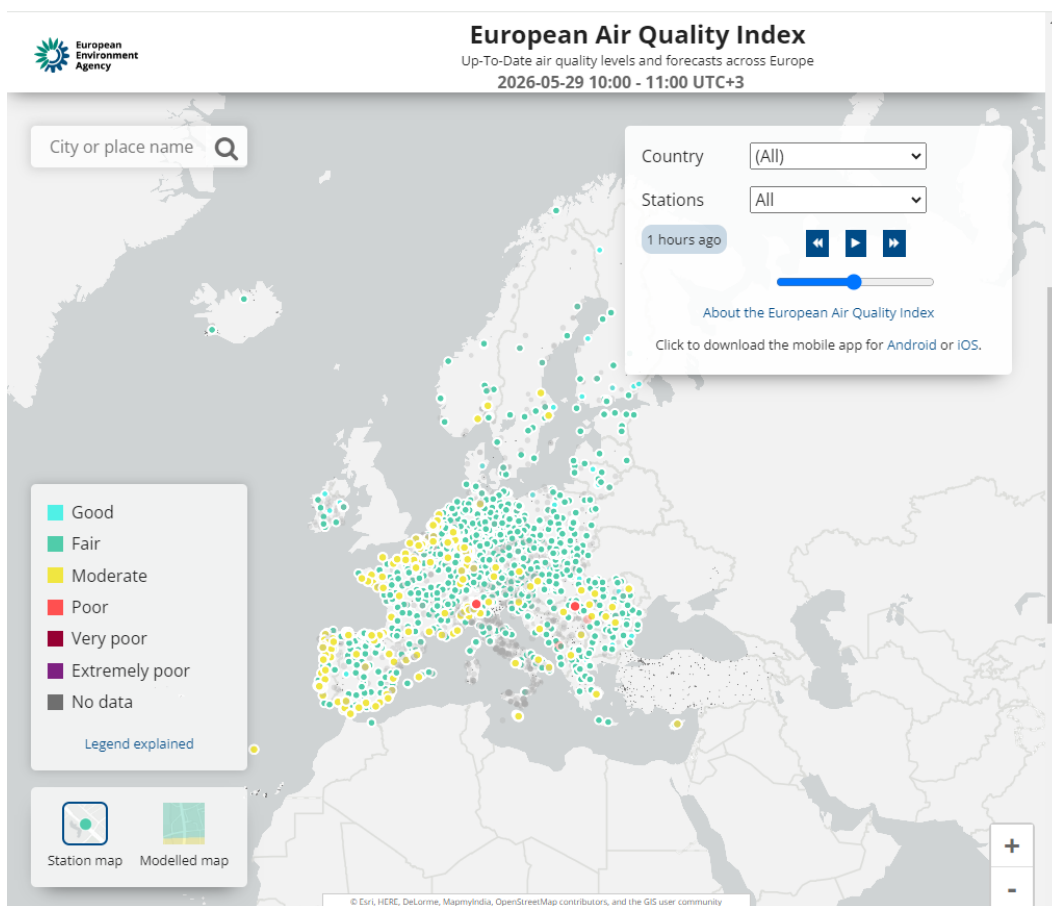 European
Environment
Agency
European Air Quality Index
Up-To-Date air quality levels and forecasts across Europe
2026-05-29 10:00 - 11:00 UTC+3
City or place name
Country (All)
Stations All
1 hours ago
About the European Air Quality Index
Click to download the mobile app for Android or iOS.
Good
Fair
Moderate
Poor
Very poor
Extremely poor
No data
Legend explained
Station map Modelled map
+
-
© Esri, HERE, DeLorme, MapmyIndia, OpenStreetMap contributors, and the GIS user community